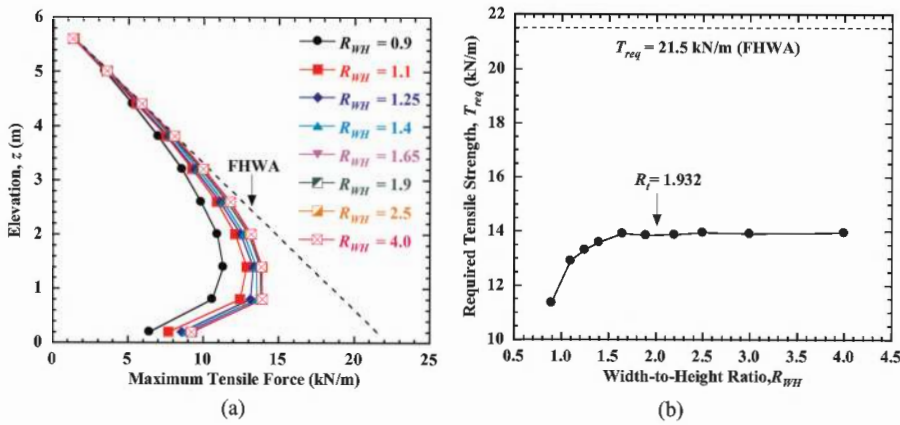 (a)
6
5
4
3
2
1
0
Elevation, z (m)
R_WH = 0.9
R_WH = 1.1
R_WH = 1.25
R_WH = 1.4
R_WH = 1.65
R_WH = 1.9
R_WH = 2.5
R_WH = 4.0
FHWA
0 5 10 15 20 25
Maximum Tensile Force (kN/m)
(a)
22
20
18
16
14
12
10
Required Tensile Strength, T_req (kN/m)
T_req = 21.5 kN/m (FHWA)
R_t = 1.932
0.5 1.0 1.5 2.0 2.5 3.0 3.5 4.0 4.5
Width-to-Height Ratio,R_WH
(b)